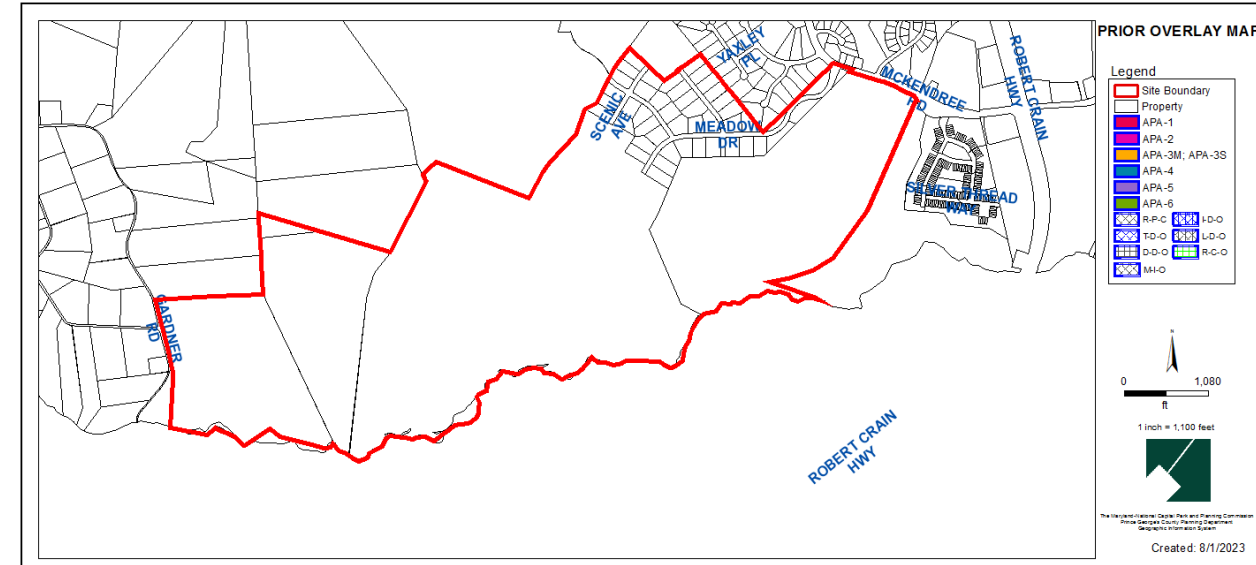 PRIOR OVERLAY MAP
Legend
Site Boundary
Property
APA-1
APA-2
APA-3M; APA-3S
APA-4
APA-5
APA-6
R-P-C
I-D-O
T-D-O
L-D-O
D-D-O
R-C-O
M-I-O
YAXLEY
PL
SCENIC
AVE
MEADOW
DR
MCKENDREE
RD
ROBERT CRAIN
HWY
SILVER THREAD
WAY
GARDNER
RD
ROBERT CRAIN
HWY
N
0 1,080
ft
1 inch = 1,100 feet
The Maryland-National Capital Park and Planning Commission
Prince George's County Planning Department
Geographic Information System
Created: 8/1/2023